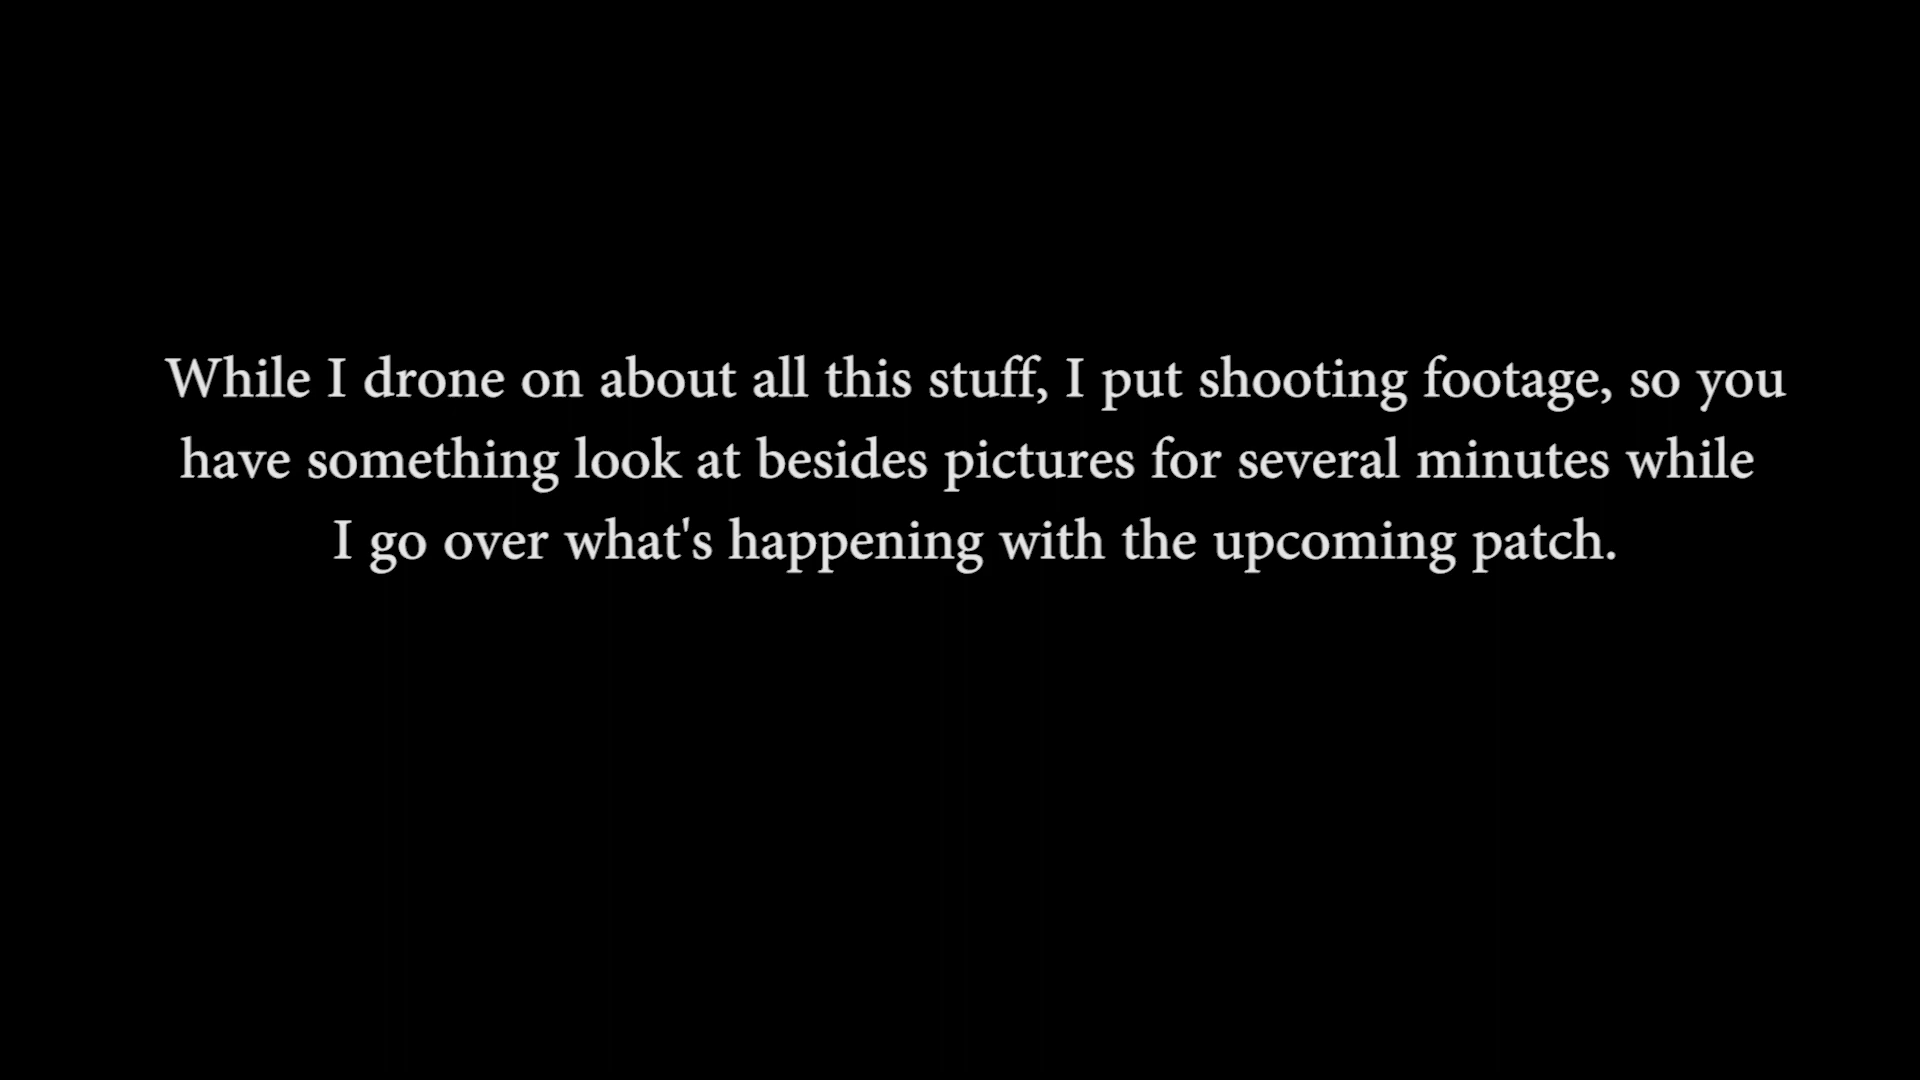 While I drone on about all this stuff, I put shooting footage, so you
have something look at besides pictures for several minutes while
I go over what's happening with the upcoming patch.